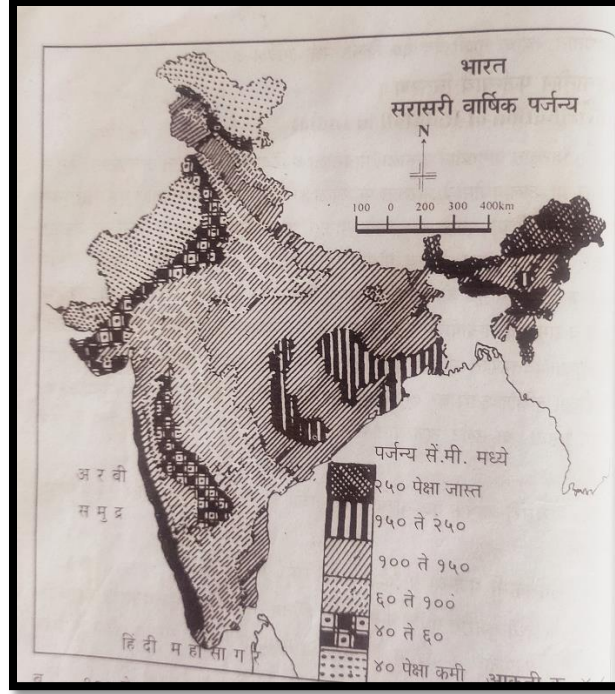 भारत
सरासरी वार्षिक पर्जन्य
N
100 0 200 400km
अ र बी
स मु द्र
पर्जन्य सें.मी. मध्ये
२५० पेक्षा जास्त
१५० ते २५०
१०० ते १५०
६० ते १००
४० ते ६०
४० पेक्षा कमी
हिं दी म हा सा ग र